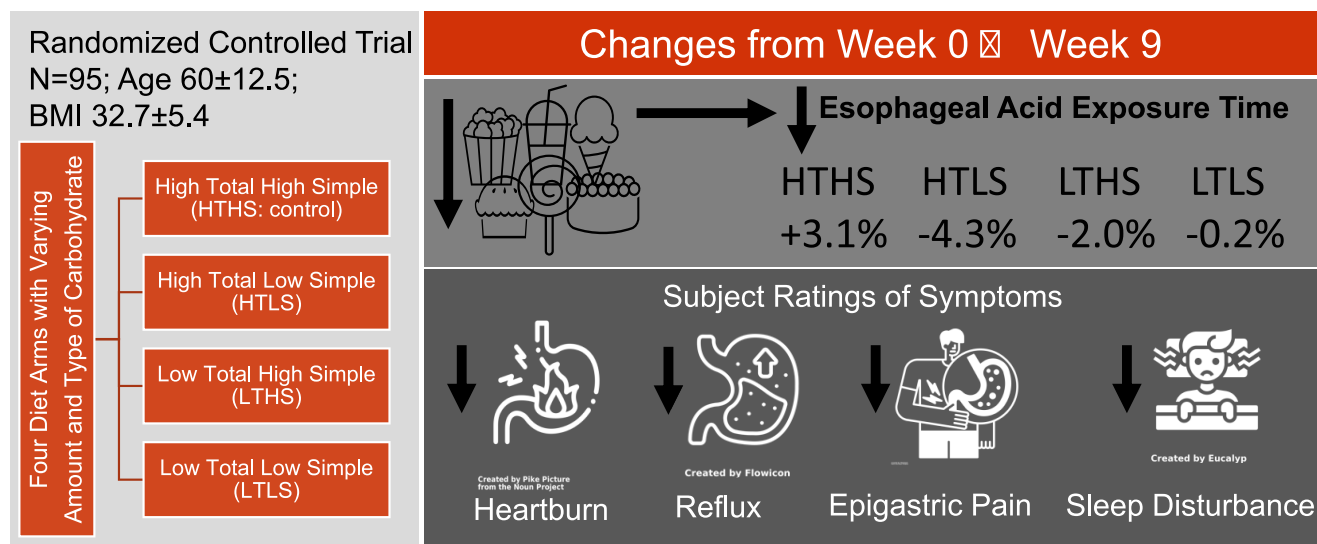 Randomized Controlled Trial
N=95; Age 60±12.5;
BMI 32.7±5.4
Four Diet Arms with Varying
Amount and Type of Carbohydrate
High Total High Simple
(HTHS: control)
High Total Low Simple
(HTLS)
Low Total High Simple
(LTHS)
Low Total Low Simple
(LTLS)
Changes from Week 0 Week 9
Esophageal Acid Exposure Time
HTHS HTLS LTHS LTLS
+3.1% -4.3% -2.0% -0.2%
Subject Ratings of Symptoms
Created by Pike Picture
from the Noun Project
Heartburn
Created by Flowicon
Reflux
Epigastric Pain
Created by Eucalyp
Sleep Disturbance